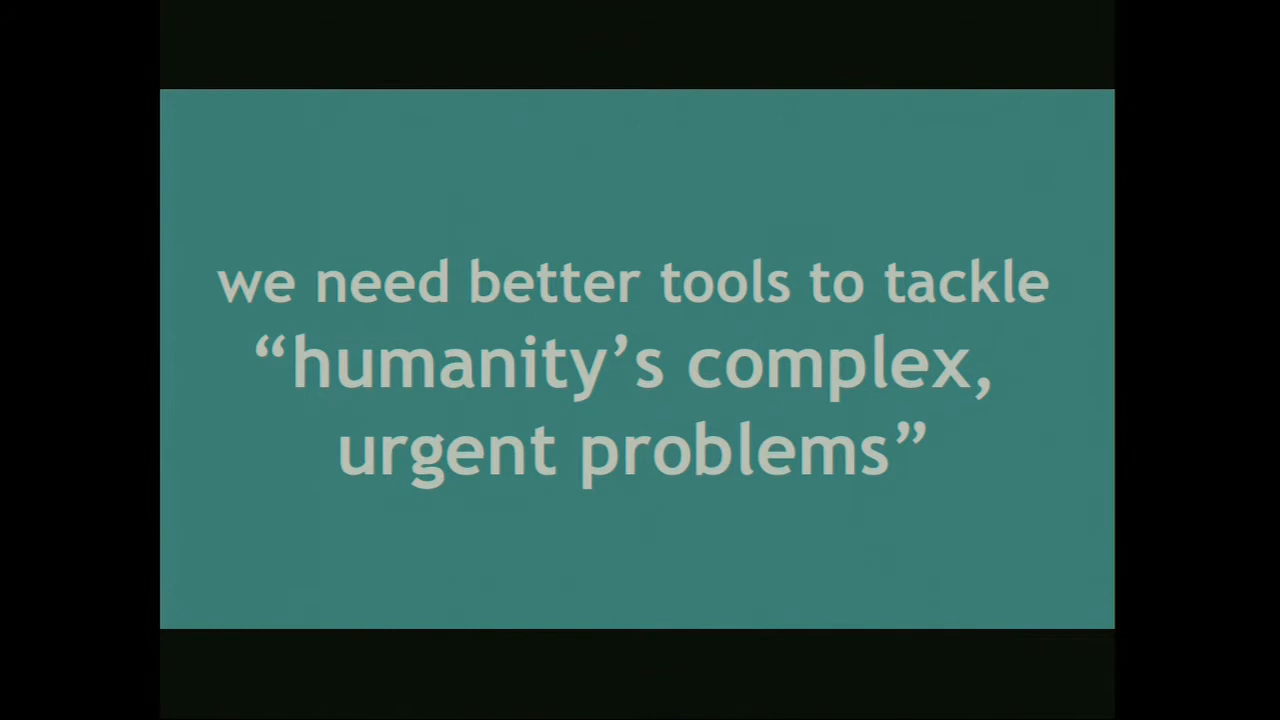 we need better tools to tackle
“humanity’s complex,
urgent problems”